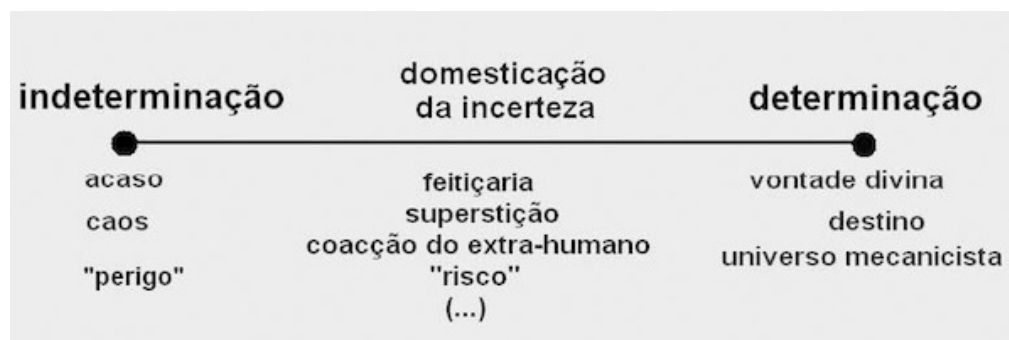 indeterminação
domesticação
da incerteza
determinação
acaso
caos
"perigo"
feitiçaria
superstição
coacção do extra-humano
"risco"
(...)
vontade divina
destino
universo mecanicista